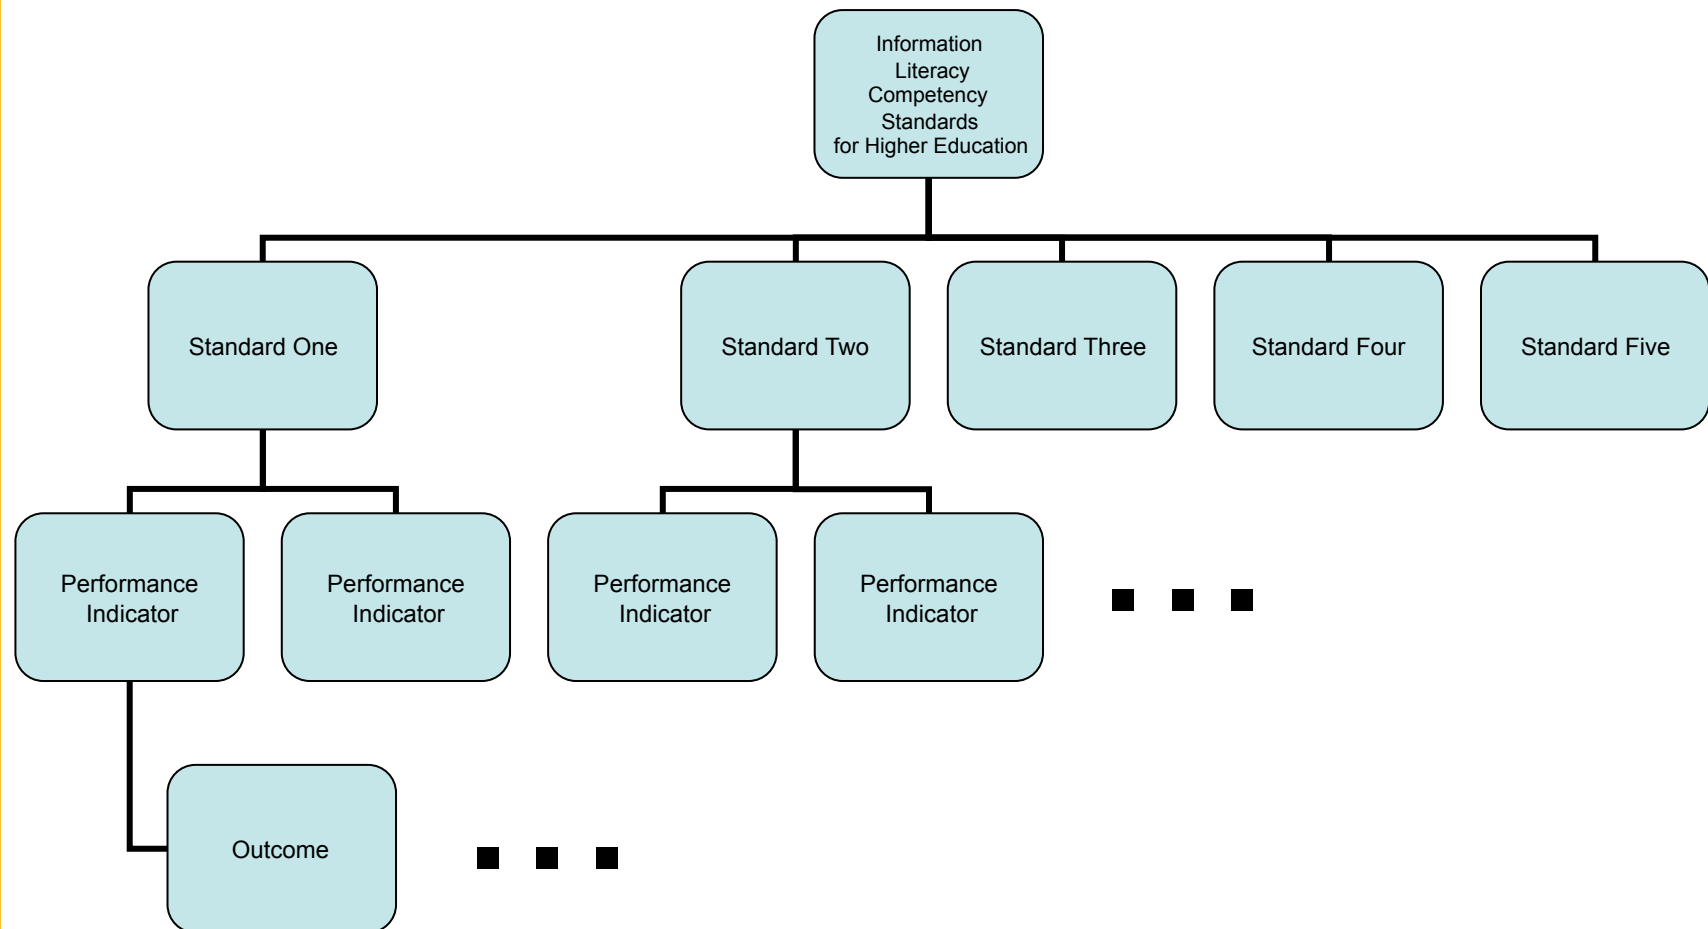 Information
Literacy
Competency
Standards
for Higher Education
Standard One
Standard Two
Standard Three
Standard Four
Standard Five
Performance
Indicator
Performance
Indicator
Performance
Indicator
Performance
Indicator
Outcome